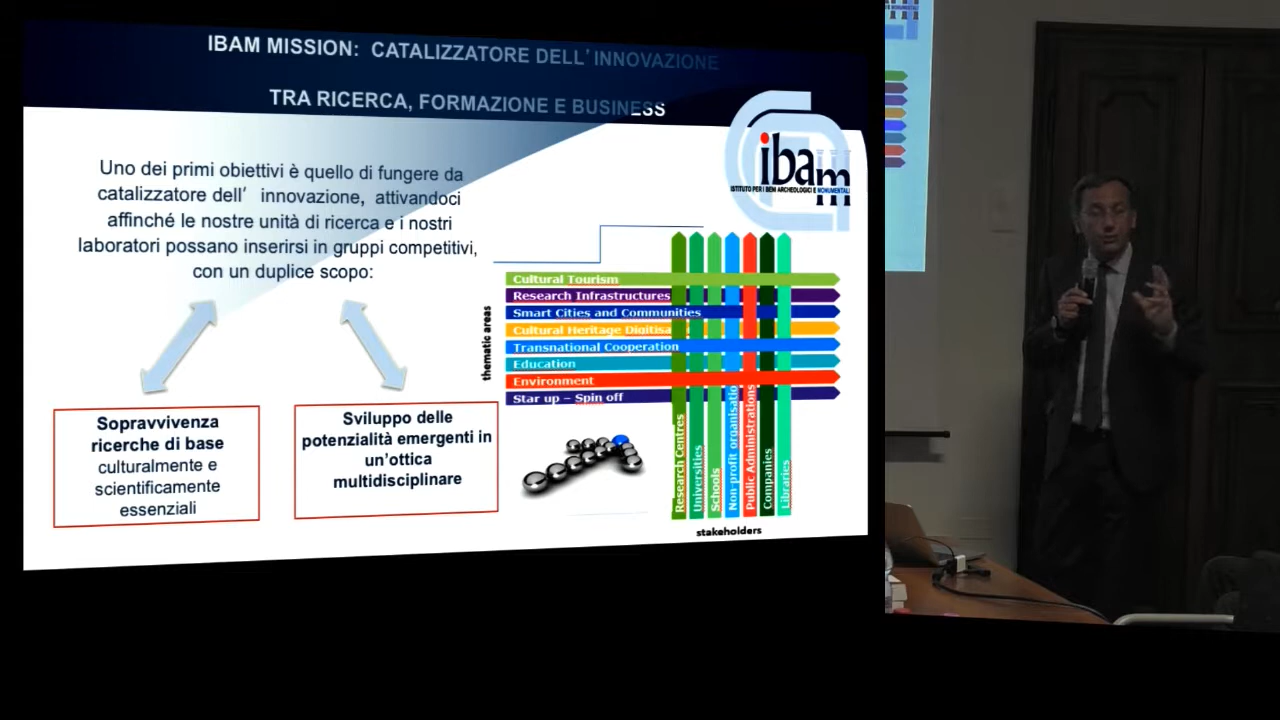 IBAM MISSION: CATALIZZATORE DELL' INNOVAZIONE
TRA RICERCA, FORMAZIONE E BUSINESS
ibam
ISTITUTO PER I BENI ARCHEOLOGICI E MONUMENTALI
Uno dei primi obiettivi è quello di fungere da
catalizzatore dell' innovazione, attivandoci
affinché le nostre unità di ricerca e i nostri
laboratori possano inserirsi in gruppi competitivi,
con un duplice scopo:
Sopravvivenza
ricerche di base
culturalmente e
scientificamente
essenziali
Sviluppo delle
potenzialità emergenti in
un'ottica
multidisciplinare
thematic areas
Cultural Tourism
Research Infrastructures
Smart Cities and Communities
Cultural Heritage Digitisa
Transnational Cooperation
Education
Environment
Star up – Spin off
Research Centres
Universities
Schools
Non-profit organisatio
Public Administrations
Companies
Libraries
stakeholders